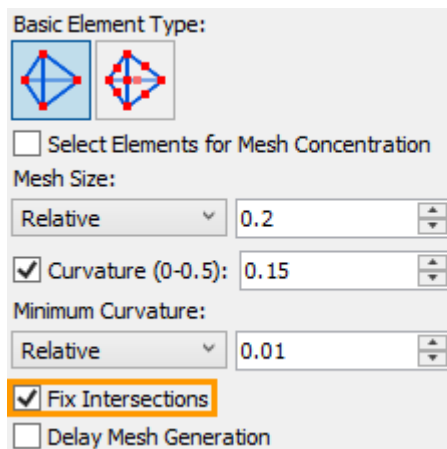 Basic Element Type:
Select Elements for Mesh Concentration
Mesh Size:
Relative 0.2
Curvature (0-0.5): 0.15
Minimum Curvature:
Relative 0.01
Fix Intersections
Delay Mesh Generation